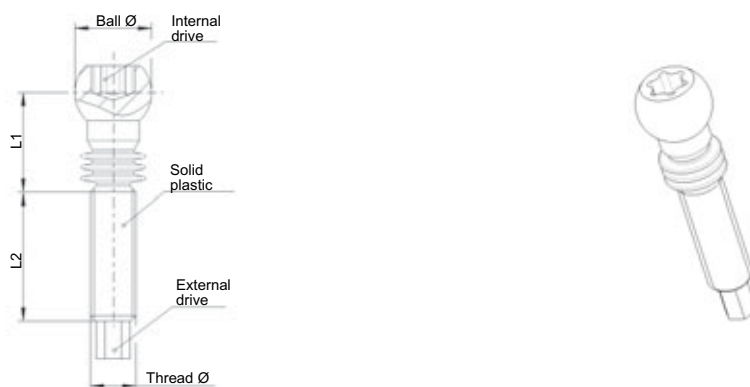 Ball Ø
Internal
drive
L1
Solid
plastic
L2
External
drive
Thread Ø